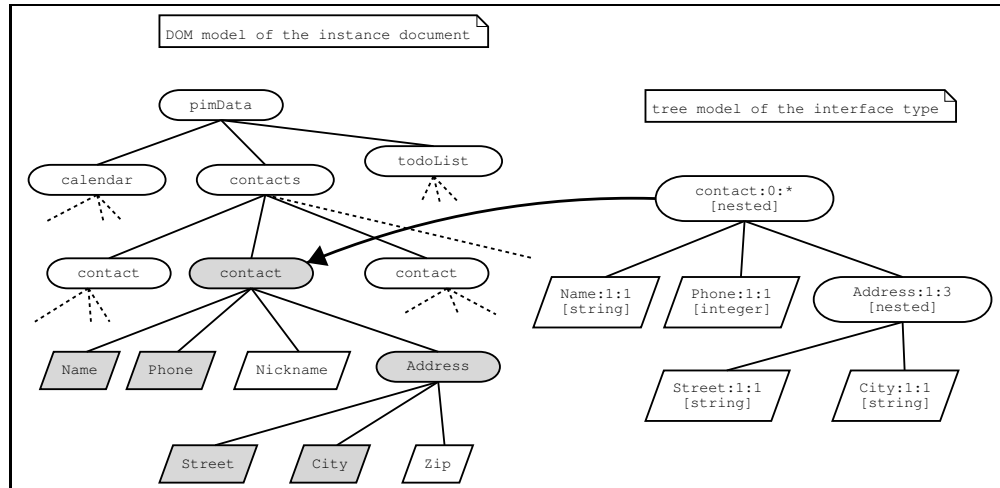 DOM model of the instance document
tree model of the interface type
pimData
calendar
contacts
todoList
contact
contact
contact
Name
Phone
Nickname
Address
Street
City
Zip
contact:0:*
[nested]
Name:1:1
[string]
Phone:1:1
[integer]
Address:1:3
[nested]
Street:1:1
[string]
City:1:1
[string]